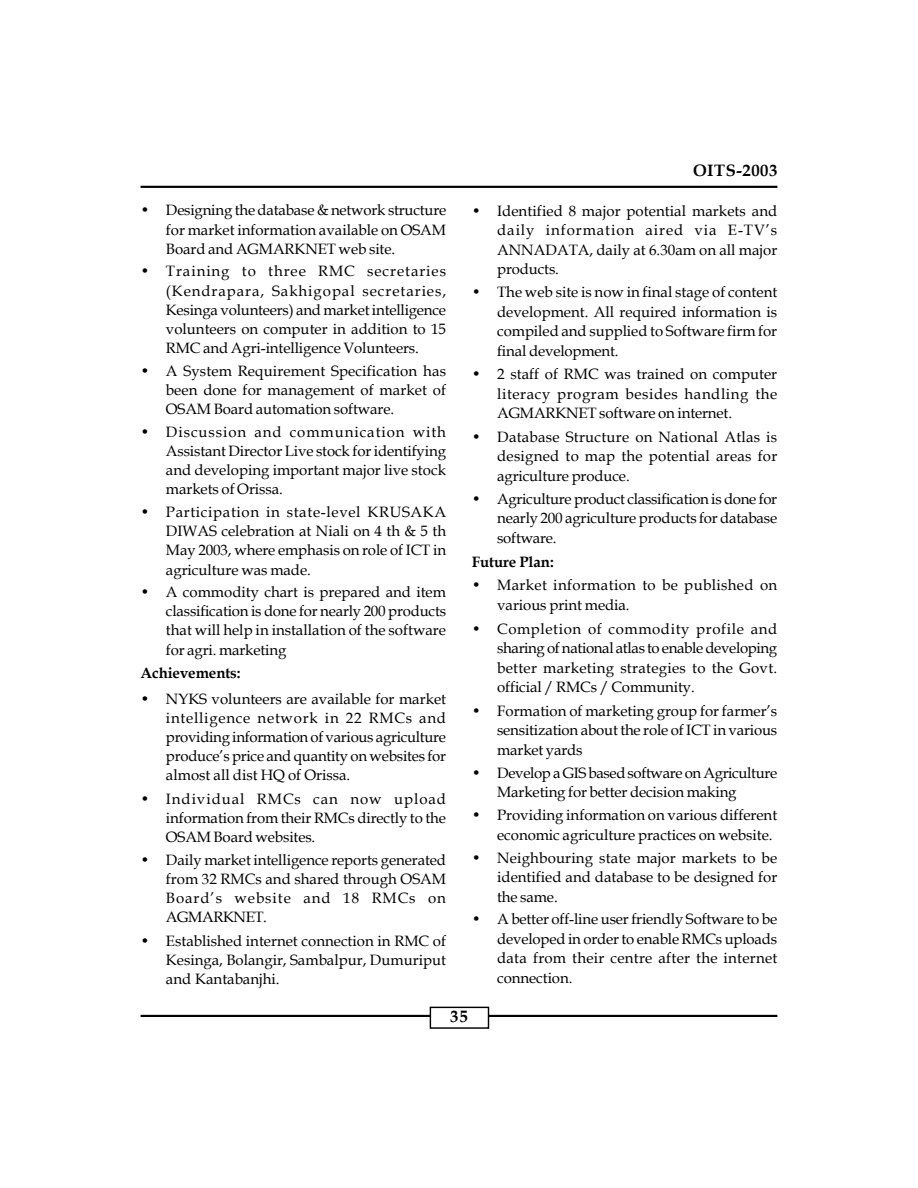 OITS-2003
• Designing the database & network structure
for market information available on OSAM
Board and AGMARKNET web site.
• Training to three RMC secretaries
(Kendrapara, Sakhigopal secretaries,
Kesinga volunteers) and market intelligence
volunteers on computer in addition to 15
RMC and Agri-intelligence Volunteers.
• A System Requirement Specification has
been done for management of market of
OSAM Board automation software.
• Discussion and communication with
Assistant Director Live stock for identifying
and developing important major live stock
markets of Orissa.
• Participation in state-level KRUSAKA
DIWAS celebration at Niali on 4 th & 5 th
May 2003, where emphasis on role of ICT in
agriculture was made.
• A commodity chart is prepared and item
classification is done for nearly 200 products
that will help in installation of the software
for agri. marketing
Achievements:
• NYKS volunteers are available for market
intelligence network in 22 RMCs and
providing information of various agriculture
produce's price and quantity on websites for
almost all dist HQ of Orissa.
• Individual RMCs can now upload
information from their RMCs directly to the
OSAM Board websites.
• Daily market intelligence reports generated
from 32 RMCs and shared through OSAM
Board's website and 18 RMCs on
AGMARKNET.
• Established internet connection in RMC of
Kesinga, Bolangir, Sambalpur, Dumuriput
and Kantabanjhi.
• Identified 8 major potential markets and
daily information aired via E-TV's
ANNADATA, daily at 6.30am on all major
products.
• The web site is now in final stage of content
development. All required information is
compiled and supplied to Software firm for
final development.
• 2 staff of RMC was trained on computer
literacy program besides handling the
AGMARKNET software on internet.
• Database Structure on National Atlas is
designed to map the potential areas for
agriculture produce.
• Agriculture product classification is done for
nearly 200 agriculture products for database
software.
Future Plan:
• Market information to be published on
various print media.
• Completion of commodity profile and
sharing of national atlas to enable developing
better marketing strategies to the Govt.
official / RMCs / Community.
• Formation of marketing group for farmer's
sensitization about the role of ICT in various
market yards
• Develop a GIS based software on Agriculture
Marketing for better decision making
• Providing information on various different
economic agriculture practices on website.
• Neighbouring state major markets to be
identified and database to be designed for
the same.
• A better off-line user friendly Software to be
developed in order to enable RMCs uploads
data from their centre after the internet
connection.
35